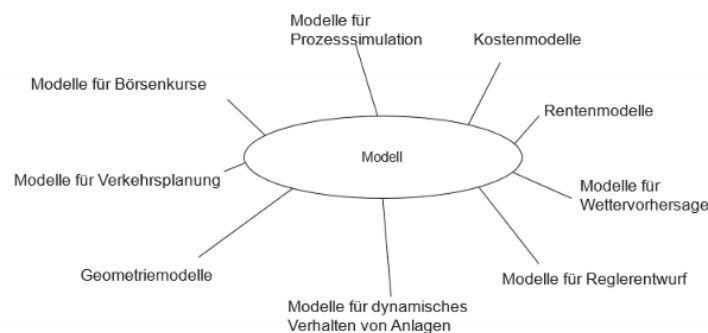 Modelle für
Prozesssimulation
Kostenmodelle
Modelle für Börsenkurse
Rentenmodelle
Modell
Modelle für Verkehrsplanung
Modelle für
Wettervorhersage
Geometriemodelle
Modelle für Reglerentwurf
Modelle für dynamisches
Verhalten von Anlagen